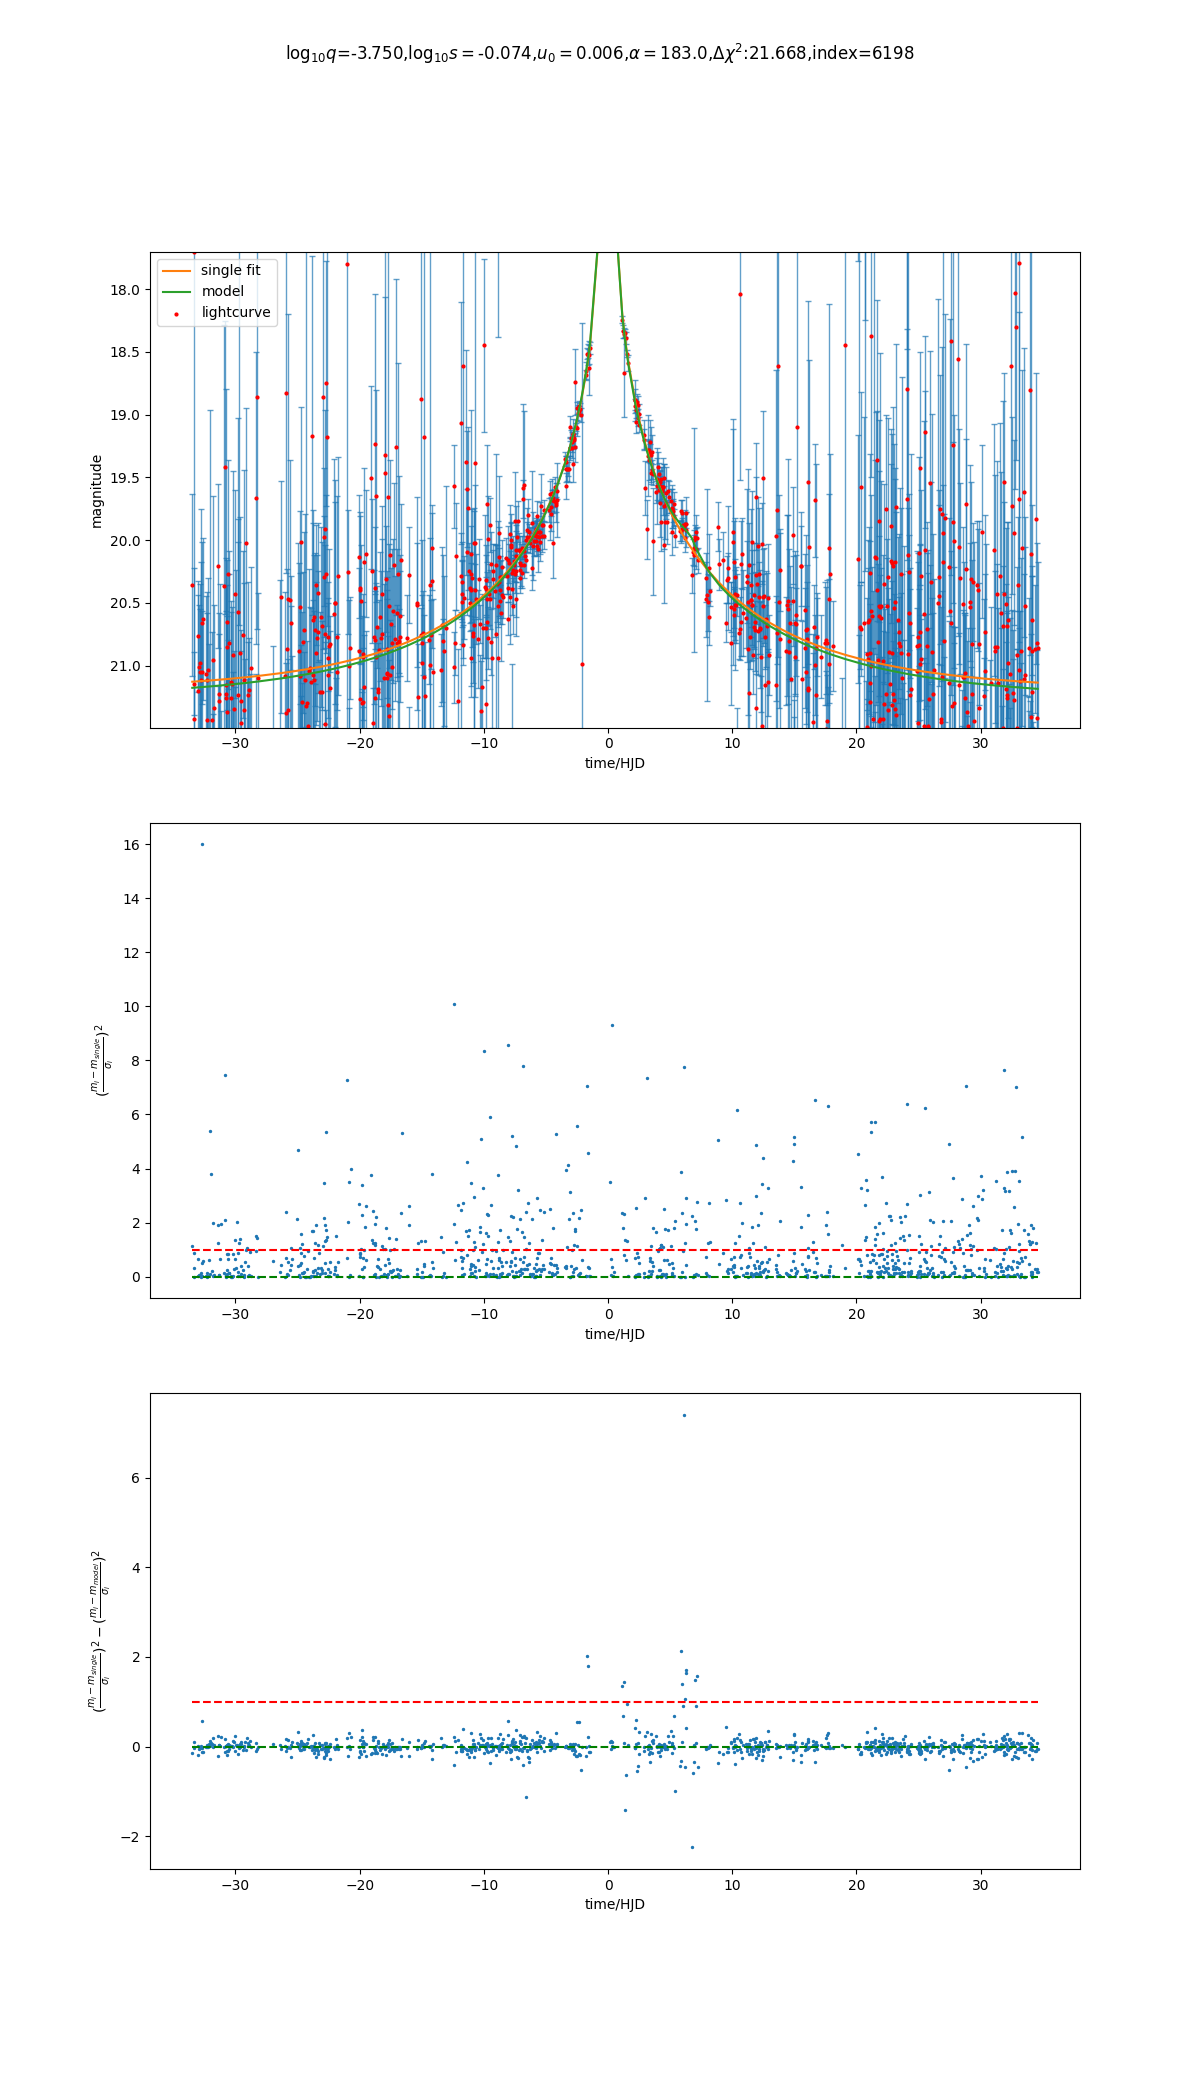 log₁₀q=-3.750,log₁₀s = -0.074,u₀ = 0.006,α = 183.0,Δχ²:21.668,index=6198
single fit
model
lightcurve
18.0
18.5
19.0
19.5
20.0
20.5
21.0
magnitude
−30 −20 −10 0 10 20 30
time/HJD
16
14
12
10
8
6
4
2
0
((mᵢ − m_single)/σᵢ)²
−30 −20 −10 0 10 20 30
time/HJD
6
4
2
0
−2
((mᵢ − m_single)/σᵢ)² − ((mᵢ − m_model)/σᵢ)²
−30 −20 −10 0 10 20 30
time/HJD